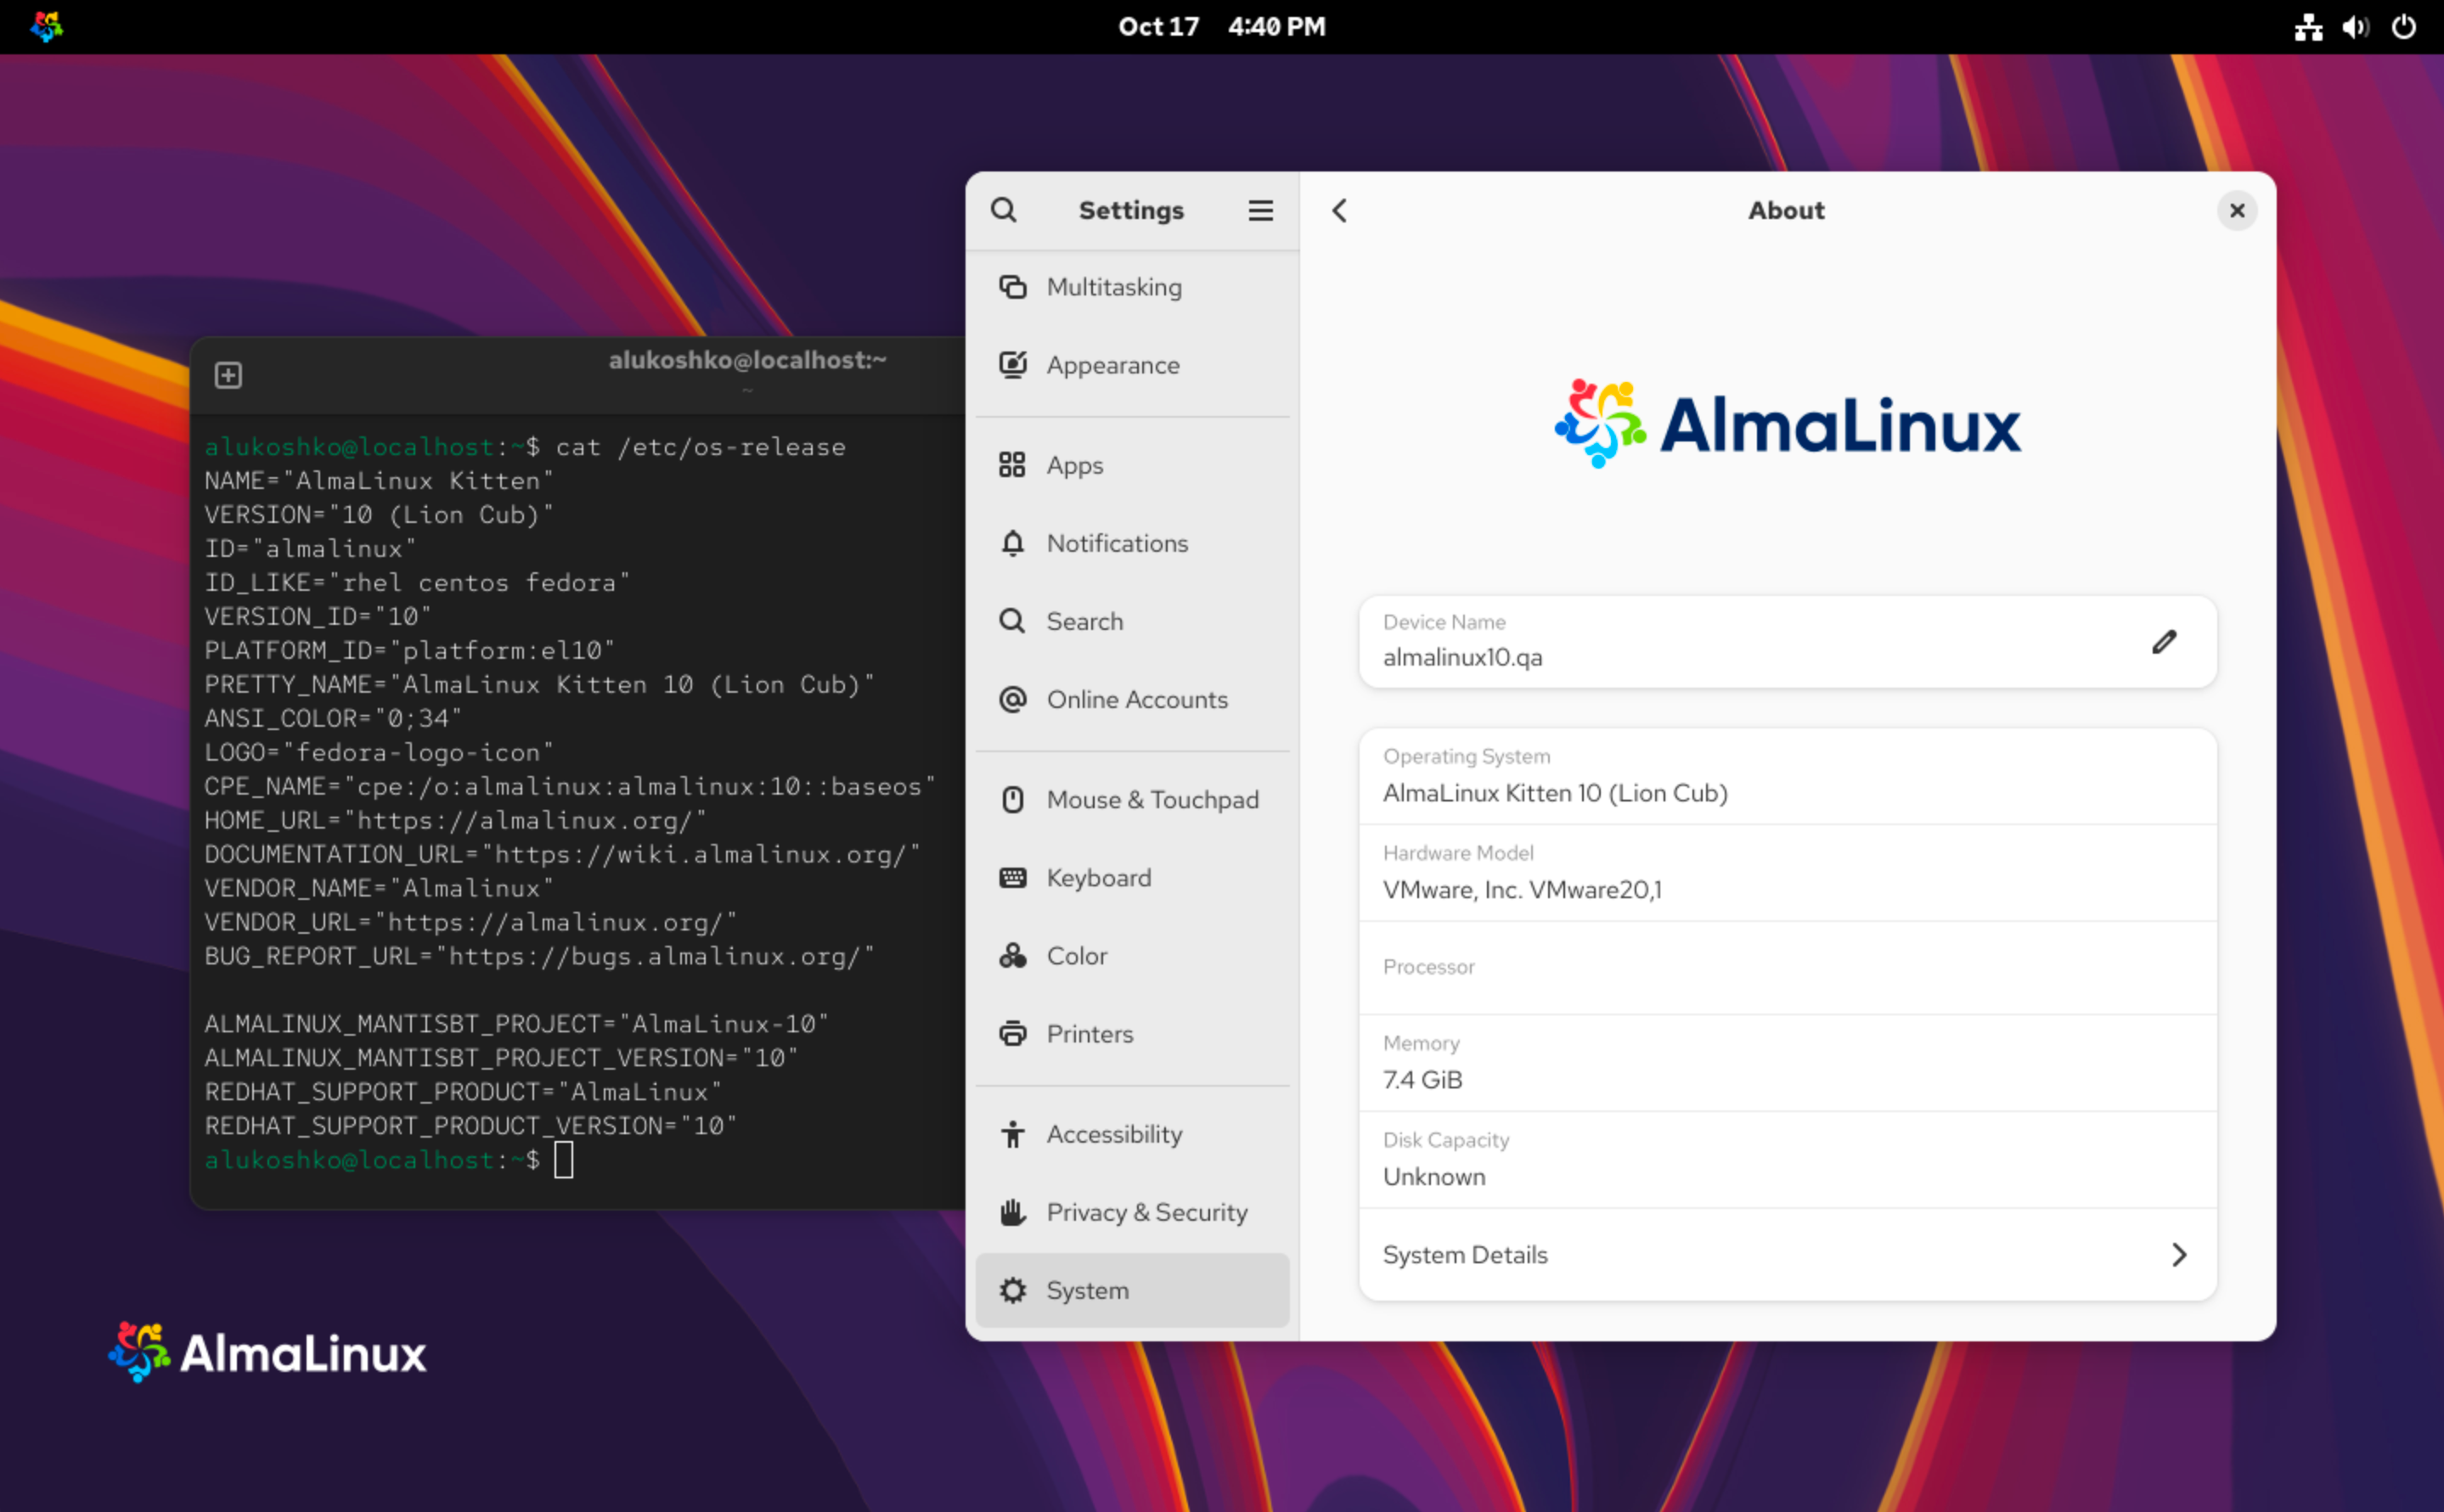 Oct 17 4:40 PM
alukoshko@localhost:~
~
alukoshko@localhost:~$ cat /etc/os-release
NAME="AlmaLinux Kitten"
VERSION="10 (Lion Cub)"
ID="almalinux"
ID_LIKE="rhel centos fedora"
VERSION_ID="10"
PLATFORM_ID="platform:el10"
PRETTY_NAME="AlmaLinux Kitten 10 (Lion Cub)"
ANSI_COLOR="0;34"
LOGO="fedora-logo-icon"
CPE_NAME="cpe:/o:almalinux:almalinux:10::baseos"
HOME_URL="https://almalinux.org/"
DOCUMENTATION_URL="https://wiki.almalinux.org/"
VENDOR_NAME="Almalinux"
VENDOR_URL="https://almalinux.org/"
BUG_REPORT_URL="https://bugs.almalinux.org/"
ALMALINUX_MANTISBT_PROJECT="AlmaLinux-10"
ALMALINUX_MANTISBT_PROJECT_VERSION="10"
REDHAT_SUPPORT_PRODUCT="AlmaLinux"
REDHAT_SUPPORT_PRODUCT_VERSION="10"
alukoshko@localhost:~$
AlmaLinux
Settings
Multitasking
Appearance
Apps
Notifications
Search
Online Accounts
Mouse & Touchpad
Keyboard
Color
Printers
Accessibility
Privacy & Security
System
About
AlmaLinux
Device Name
almalinux10.qa
Operating System
AlmaLinux Kitten 10 (Lion Cub)
Hardware Model
VMware, Inc. VMware20,1
Processor
Memory
7.4 GiB
Disk Capacity
Unknown
System Details